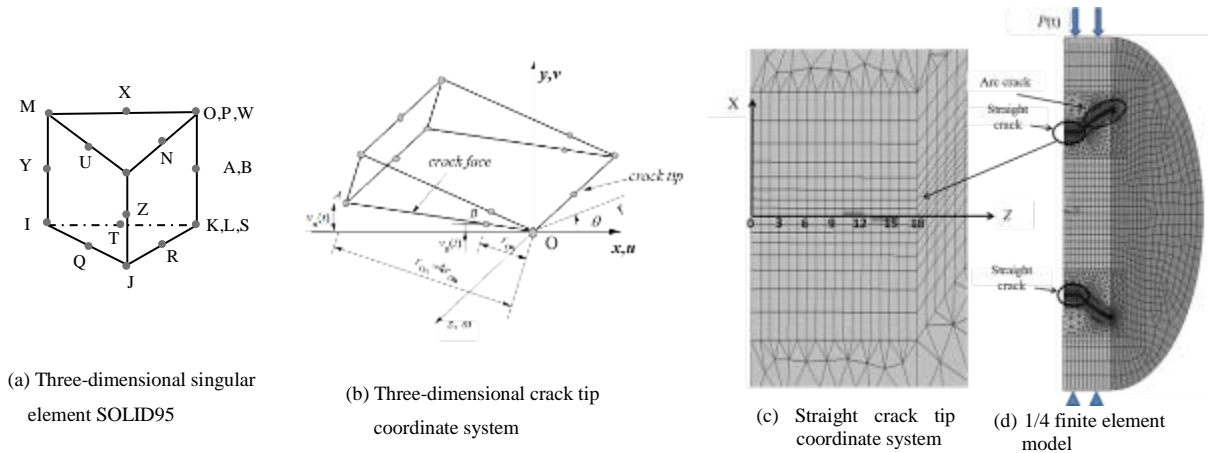 M
X
O,P,W
Y
U
N
A,B
I
Z
T
K,L,S
Q
R
J
(a) Three-dimensional singular
element SOLID95
y,v
crack face
crack tip
A
B
r
θ
O
x,u
(b) Three-dimensional crack tip
coordinate system
X
Z
0 3 6 9 12 15 18
(c) Straight crack tip
coordinate system
P(t)
Arc crack
Straight
crack
Straight
crack
(d) 1/4 finite element
model